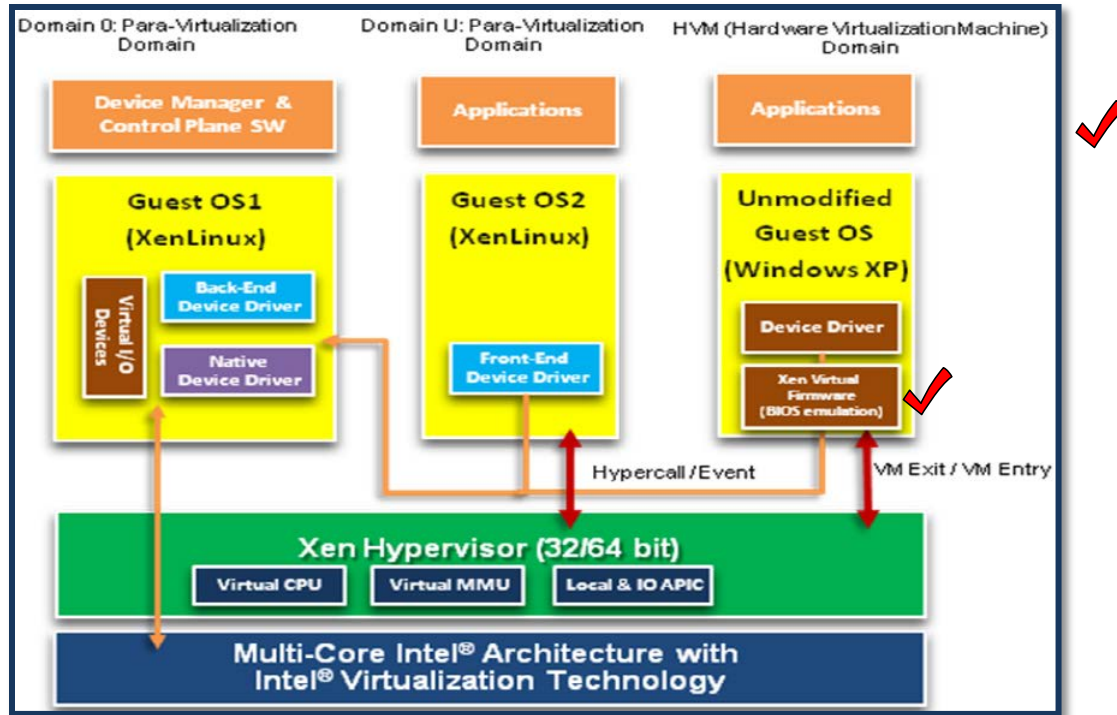 Domain 0: Para-Virtualization
Domain
Domain U: Para-Virtualization
Domain
HVM (Hardware VirtualizationMachine)
Domain
Device Manager &
Control Plane SW
Applications
Applications
Guest OS1
(XenLinux)
Virtual I/O
Devices
Back-End
Device Driver
Native
Device Driver
Guest OS2
(XenLinux)
Front-End
Device Driver
Unmodified
Guest OS
(Windows XP)
Device Driver
Xen Virtual
Firmware
(BIOS emulation)
Hypercall/Event
VM Exit / VM Entry
Xen Hypervisor (32/64 bit)
Virtual CPU
Virtual MMU
Local & IO APIC
Multi-Core Intel® Architecture with
Intel® Virtualization Technology